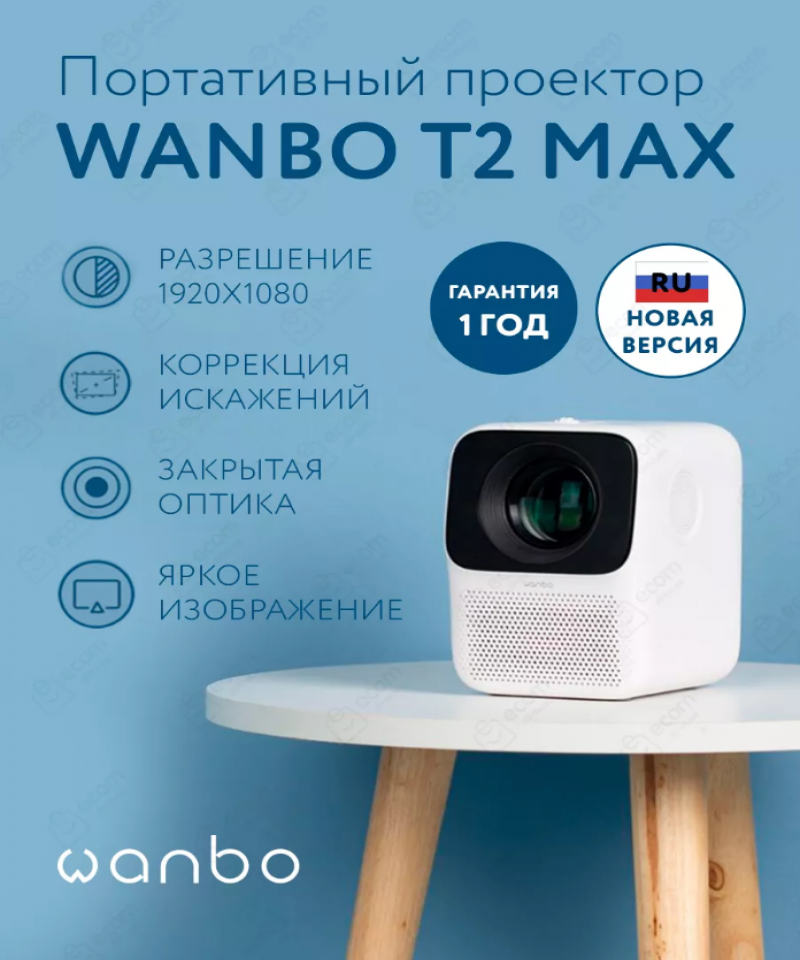 Портативный проектор
WANBO T2 MAX
РАЗРЕШЕНИЕ
1920X1080
КОРРЕКЦИЯ
ИСКАЖЕНИЙ
ЗАКРЫТАЯ
ОПТИКА
ЯРКОЕ
ИЗОБРАЖЕНИЕ
ГАРАНТИЯ
1 ГОД
RU
НОВАЯ
ВЕРСИЯ
wanbo
wanbo